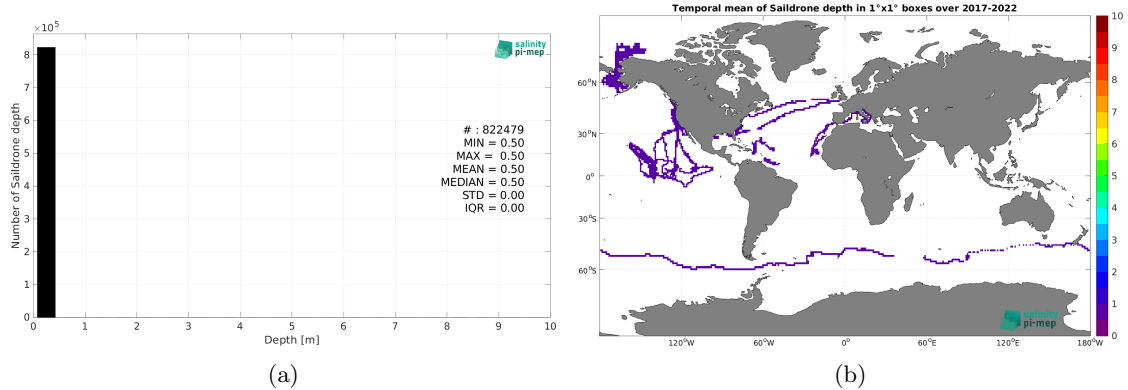 ×10⁵
8
7
6
5
4
3
2
1
0
Number of Saildrone depth
salinity
pi-mep
# : 822479
MIN = 0.50
MAX = 0.50
MEAN = 0.50
MEDIAN = 0.50
STD = 0.00
IQR = 0.00
0 1 2 3 4 5 6 7 8 9 10
Depth [m]
(a)
Temporal mean of Saildrone depth in 1°x1° boxes over 2017-2022
60°N
30°N
0°
30°S
60°S
120°W 60°W 0° 60°E 120°E 180°W
salinity
pi-mep
10
9
8
7
6
5
4
3
2
1
0
(b)